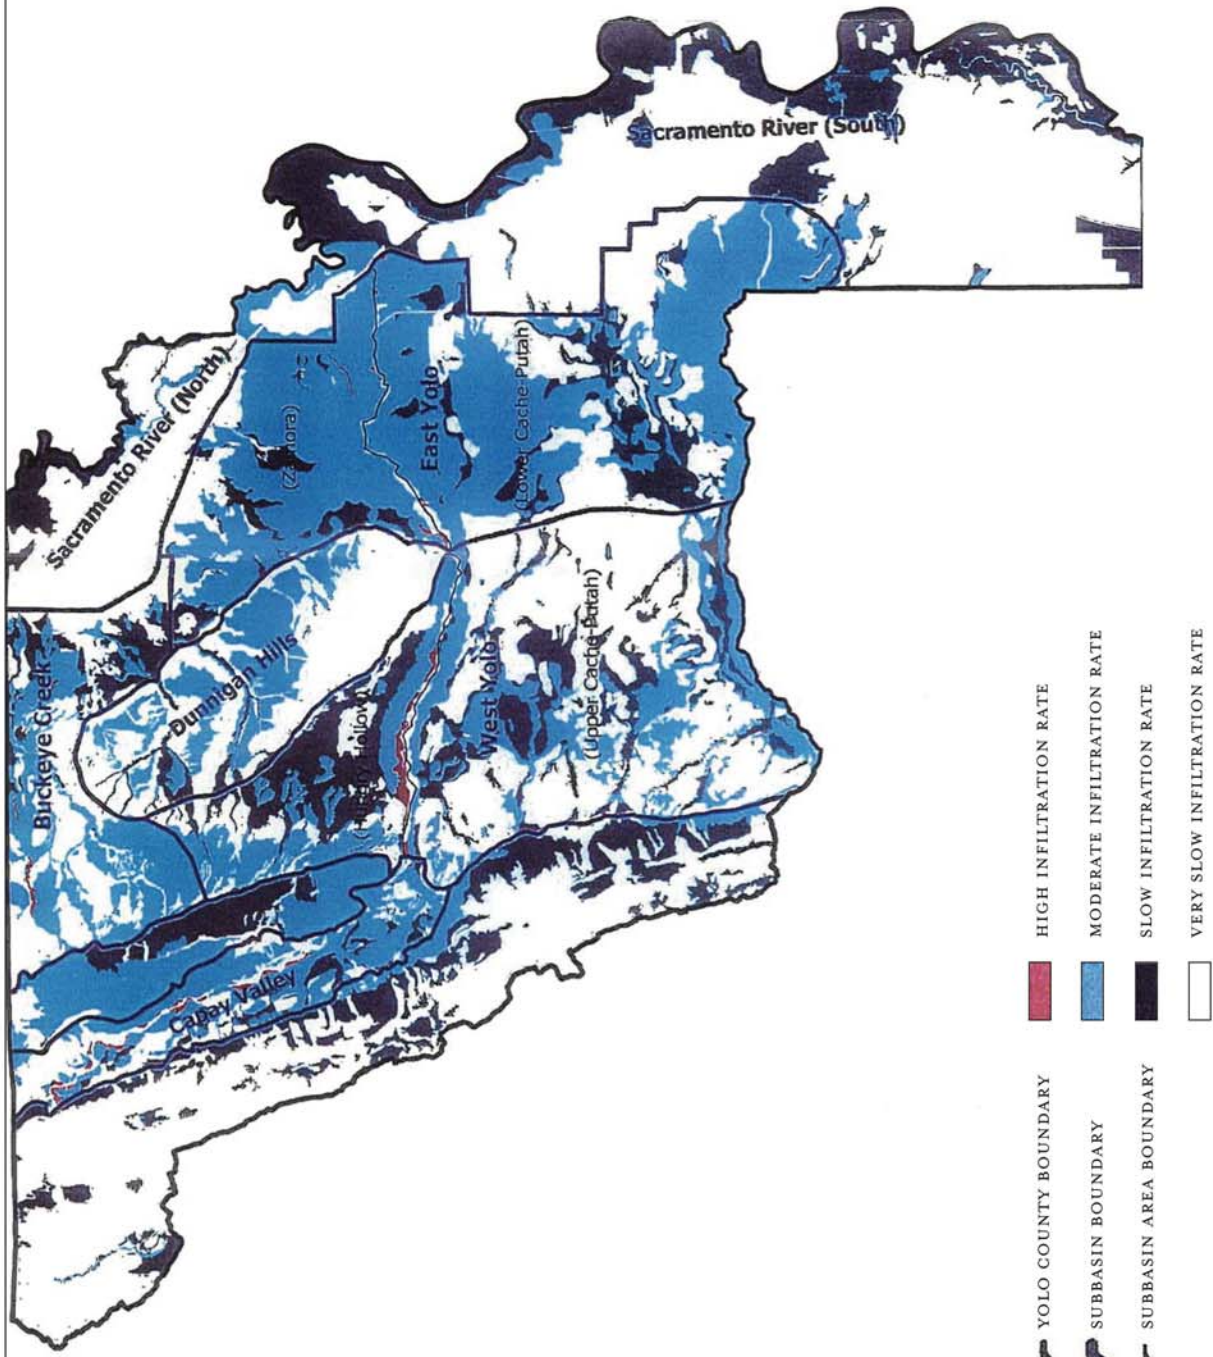 Sacramento River (South)
Sacramento River (North)
(Zamora)
East Yolo
(Lower Cache-Putah)
Buckeye Creek
Dunnigan Hills
(Hungry Hollow)
West Yolo
(Upper Cache-Putah)
Capay Valley
YOLO COUNTY BOUNDARY
SUBBASIN BOUNDARY
SUBBASIN AREA BOUNDARY
HIGH INFILTRATION RATE
MODERATE INFILTRATION RATE
SLOW INFILTRATION RATE
VERY SLOW INFILTRATION RATE